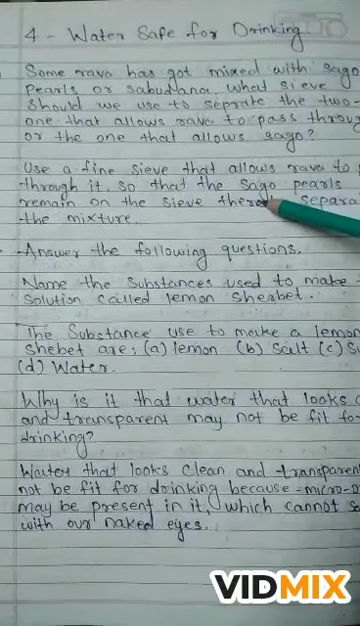 4 - Water Safe for Drinking.
Some rava has got mixed with sago
pearls or sabudana. What sieve
should we use to seprate the two-
one that allows rava to pass throug
or the one that allows sago?
Use a fine sieve that allows rava to p
through it, so that the sago pearls
remain on the sieve there separa
the mixture.
Answer the following questions.
Name the substances used to make
solution called lemon sherbet.
The substance use to make a lemon
shebet are: (a) lemon (b) salt (c) Su
(d) Water.
Why is it that water that looks c
and transparent may not be fit fo
drinking?
Water that looks clean and transparen
not be fit for drinking because micro-o
may be present in it, which cannot s
with our naked eyes.
VIDMIX